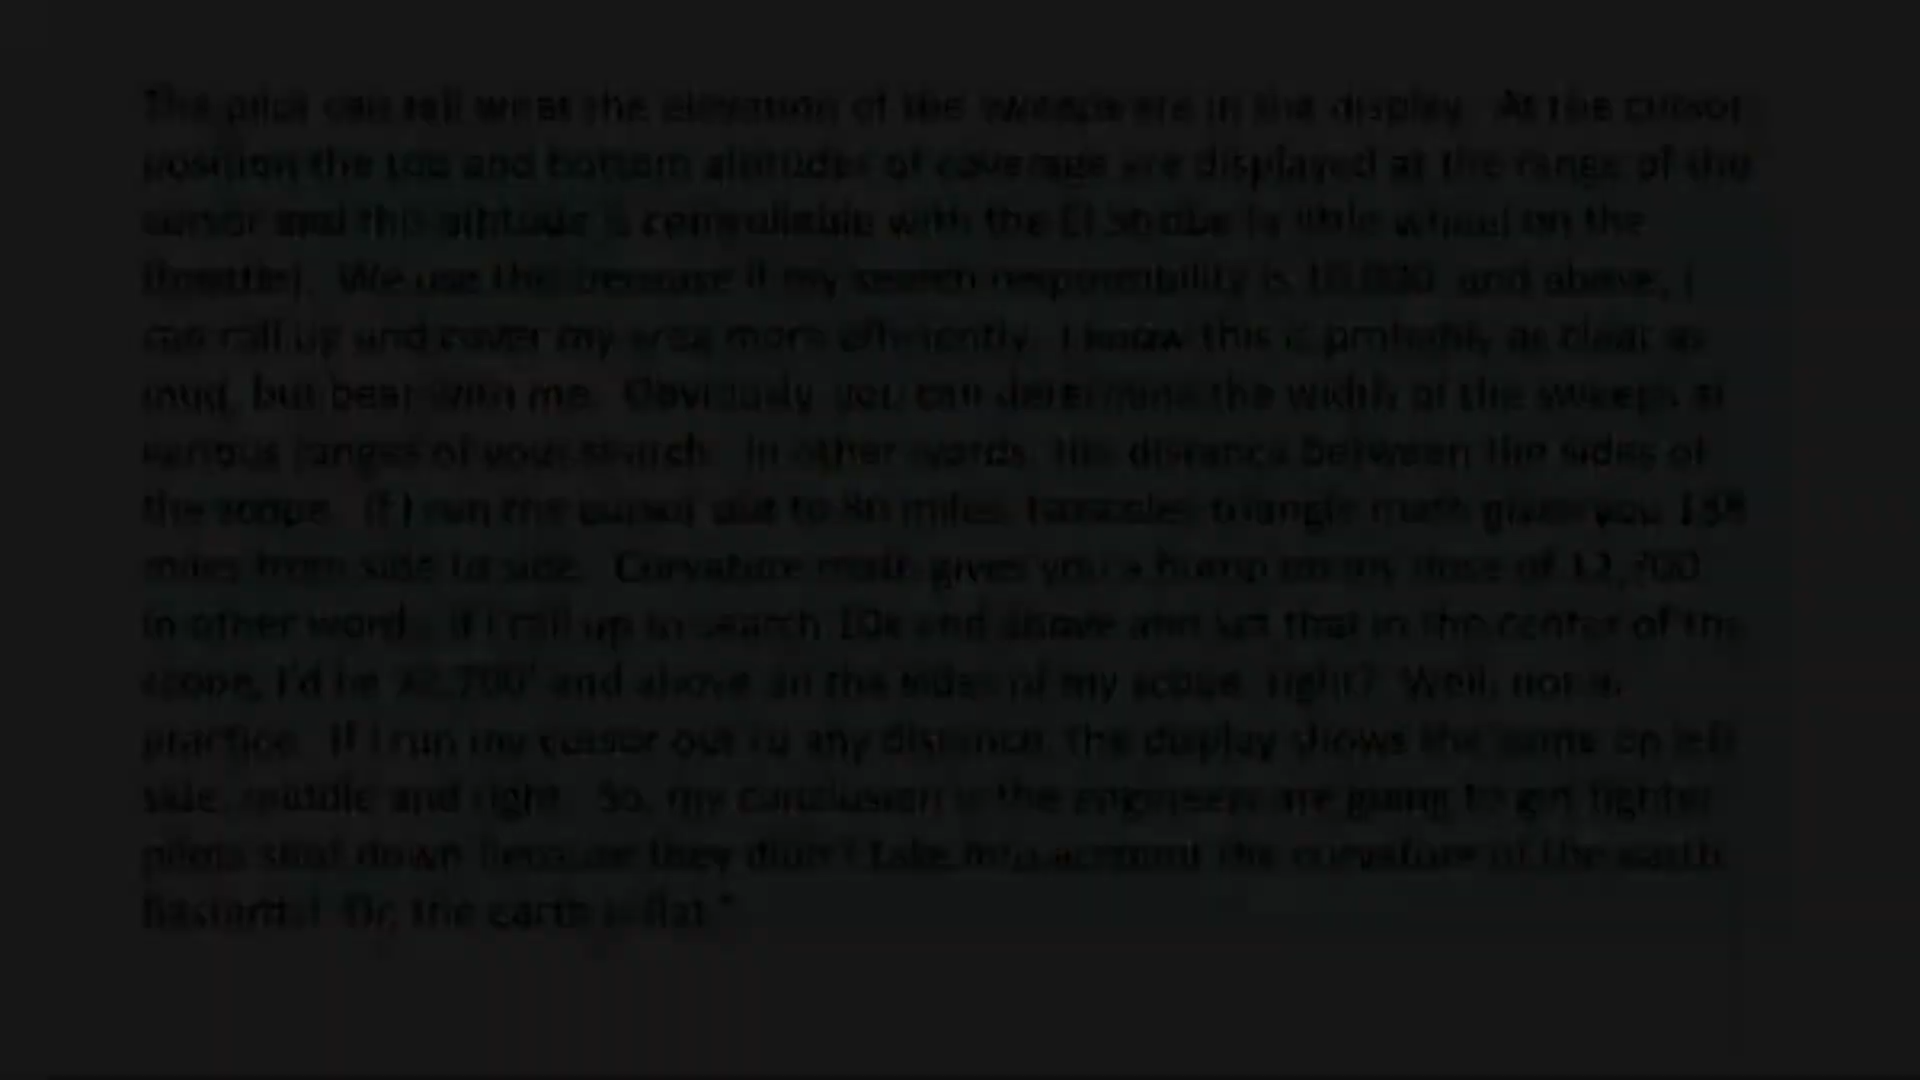 The pilot can tell what the elevation of the sweeps are in the display. At the cursor
position the top and bottom altitudes of coverage are displayed at the range of the
cursor and this altitude is controllable with the El Strobe (a little wheel on the
throttle). We use this because if my search responsibility is 10,000 and above, I
can roll up and cover my area more efficiently. I know this is probably as clear as
mud, but bear with me. Obviously you can determine the width of the sweeps at
various ranges of your search. In other words, the distance between the sides of
the scope. If I run the cursor out to 80 miles, Isosceles triangle math gives you 138
miles from side to side. Curvature math gives you a hump on my nose of 12,700
In other words, if I roll up to search 10k and above and set that in the center of the
scope, I'd be 22,700' and above on the sides of my scope, right? Well, not in
practice. If I run my cursor out to any distance, the display shows the same on left
side, middle and right. So, my conclusion is the engineers are going to get fighter
pilots shot down because they didn't take into account the curvature of the earth
Bastards! Or, the earth is flat."